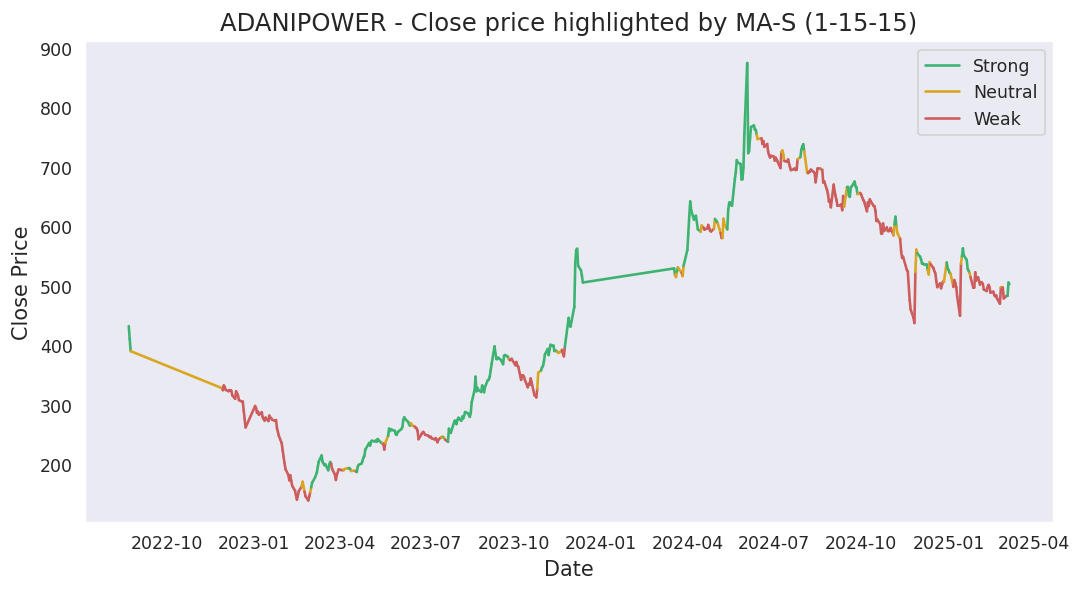 ADANIPOWER - Close price highlighted by MA-S (1-15-15)
Strong
Neutral
Weak
Close Price
900
800
700
600
500
400
300
200
2022-10 2023-01 2023-04 2023-07 2023-10 2024-01 2024-04 2024-07 2024-10 2025-01 2025-04
Date